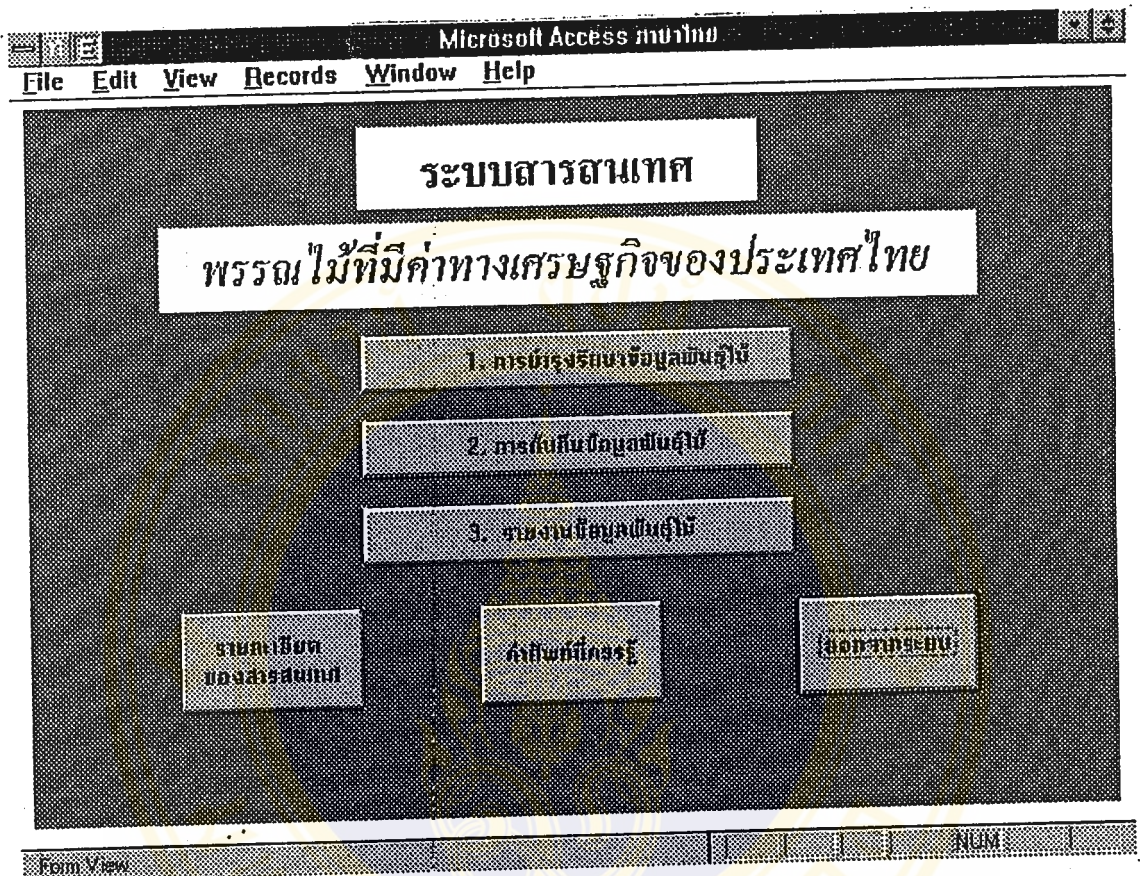 Microsoft Access ภาษาไทย
File Edit View Records Window Help
ระบบสารสนเทศ
พรรณไม้ที่มีค่าทางเศรษฐกิจของประเทศไทย
1. การบำรุงรักษาข้อมูลพันธุ์ไม้
2. การค้นคืนข้อมูลพันธุ์ไม้
3. รายงานข้อมูลพันธุ์ไม้
รายละเอียด
ของสารสนเทศ
คำศัพท์ที่ควรรู้
ออกจากระบบ
Form View
NUM